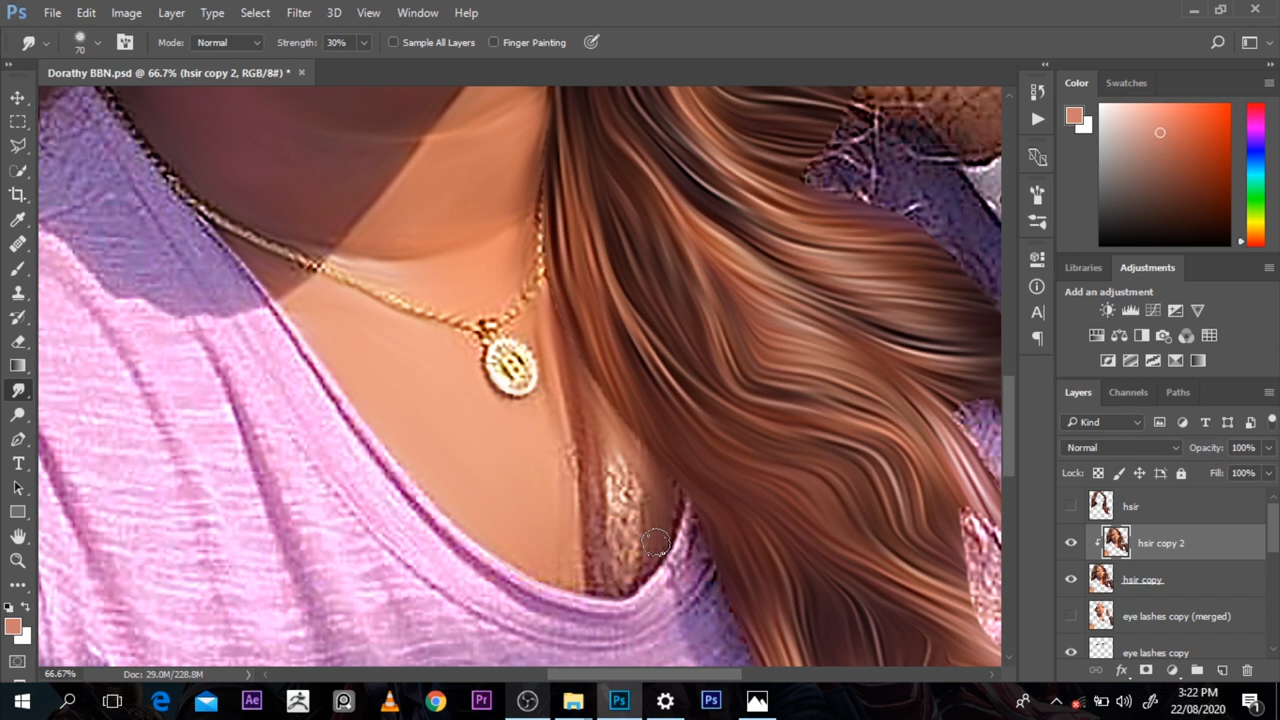 Ps File Edit Image Layer Type Select Filter 3D View Window Help
70 Mode: Normal Strength: 30% Sample All Layers Finger Painting
Dorathy BBN.psd @ 66.7% (hsir copy 2, RGB/8#) * ×
Color Swatches
Libraries Adjustments
Add an adjustment
Layers Channels Paths
Kind
Normal Opacity: 100%
Lock: Fill: 100%
hsir
hsir copy 2
hsir copy
eye lashes copy (merged)
eye lashes copy
66.67% Doc: 29.0M/228.8M
Ae Pr Ps Ps
3:22 PM
22/08/2020